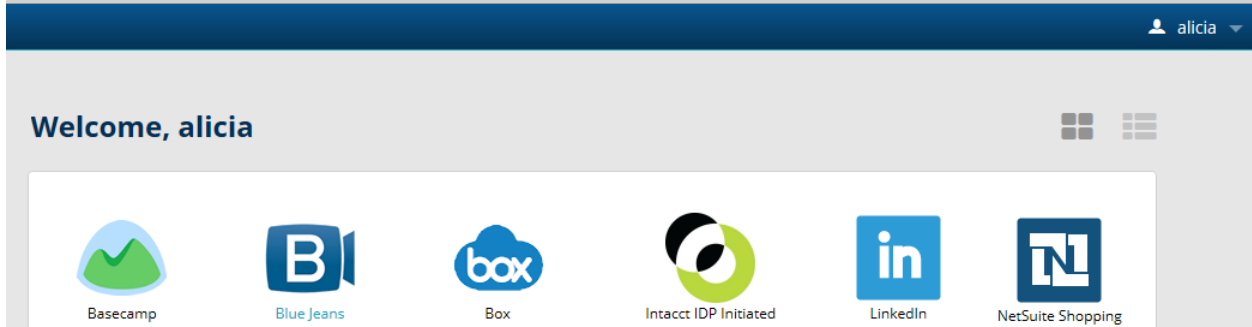 alicia
Welcome, alicia
B
box
in
N
Basecamp
Blue Jeans
Box
Intacct IDP Initiated
LinkedIn
NetSuite Shopping